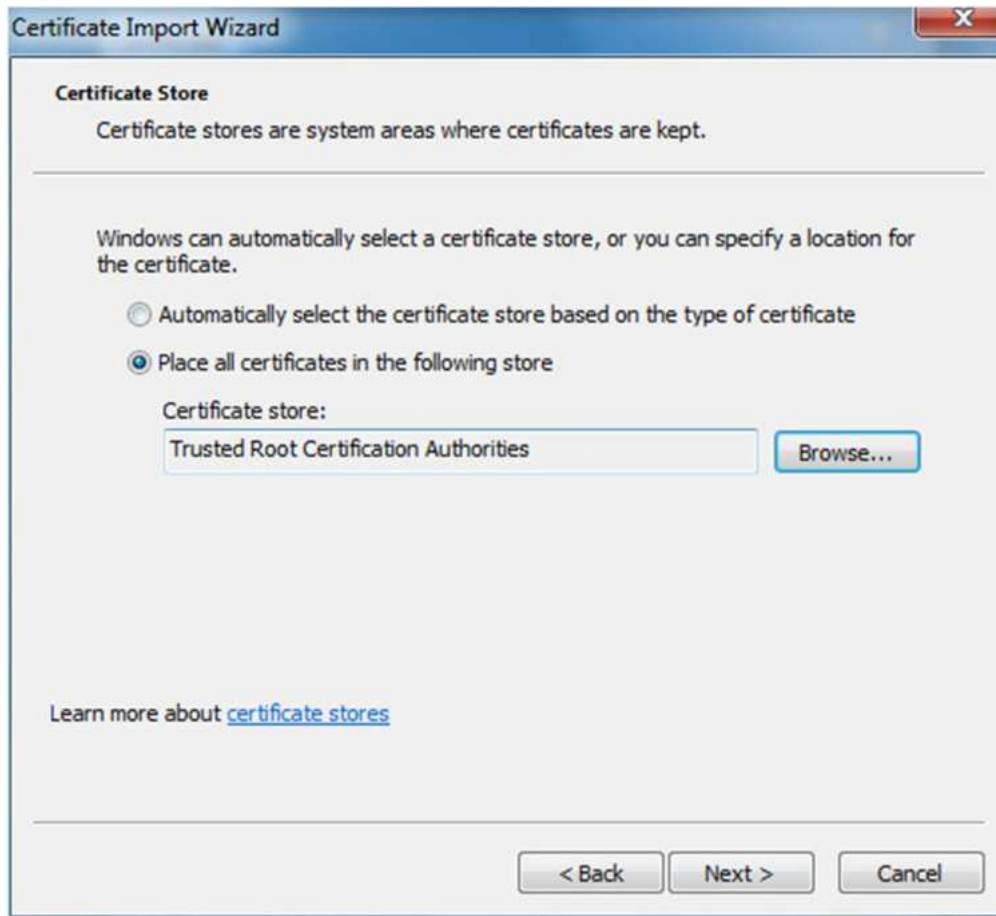 Certificate Import Wizard
Certificate Store
Certificate stores are system areas where certificates are kept.
Windows can automatically select a certificate store, or you can specify a location for
the certificate.
Automatically select the certificate store based on the type of certificate
Place all certificates in the following store
Certificate store:
Trusted Root Certification Authorities
Browse...
Learn more about certificate stores
< Back
Next >
Cancel